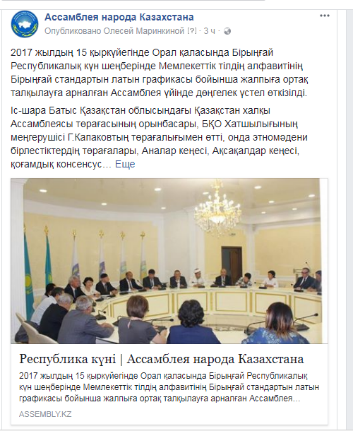 Ассамблея народа Казахстана
Опубликовано Олесей Маринкиной [?] · 3 ч ·
2017 жылдың 15 қыркүйегінде Орал қаласында Бірыңғай
Республикалық күн шеңберінде Мемлекеттік тілдің алфавитінің
Бірыңғай стандартын латын графикасы бойынша жалпыға ортақ
талқылауға арналған Ассамблея үйінде дөңгелек үстел өткізілді.
Іс-шара Батыс Қазақстан облысындағы Қазақстан халқы
Ассамблеясы төрағасының орынбасары, БҚО Хатшылығының
меңгерушісі Г.Капаковтың төрағалығымен өтті, онда этномәдени
бірлестіктердің төрағалары, Аналар кеңесі, Ақсақалдар кеңесі,
қоғамдық консенсус... Еще
Республика күні | Ассамблея народа Казахстана
2017 жылдың 15 қыркүйегінде Орал қаласында Бірыңғай Республикалық
күн шеңберінде Мемлекеттік тілдің алфавитінің Бірыңғай стандартын латын
графикасы бойынша жалпыға ортақ талқылауға арналған Ассамблея...
ASSEMBLY.KZ